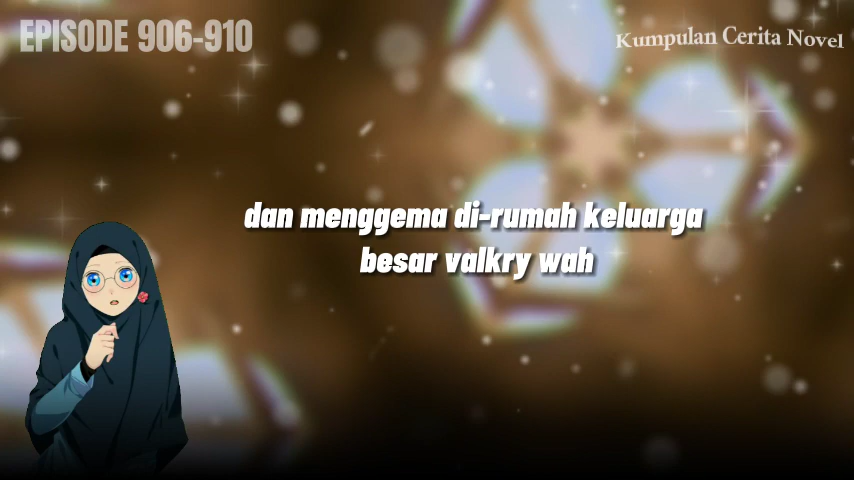 EPISODE 906-910
Kumpulan Cerita Novel
dan menggema di-rumah keluarga
besar valkry wah